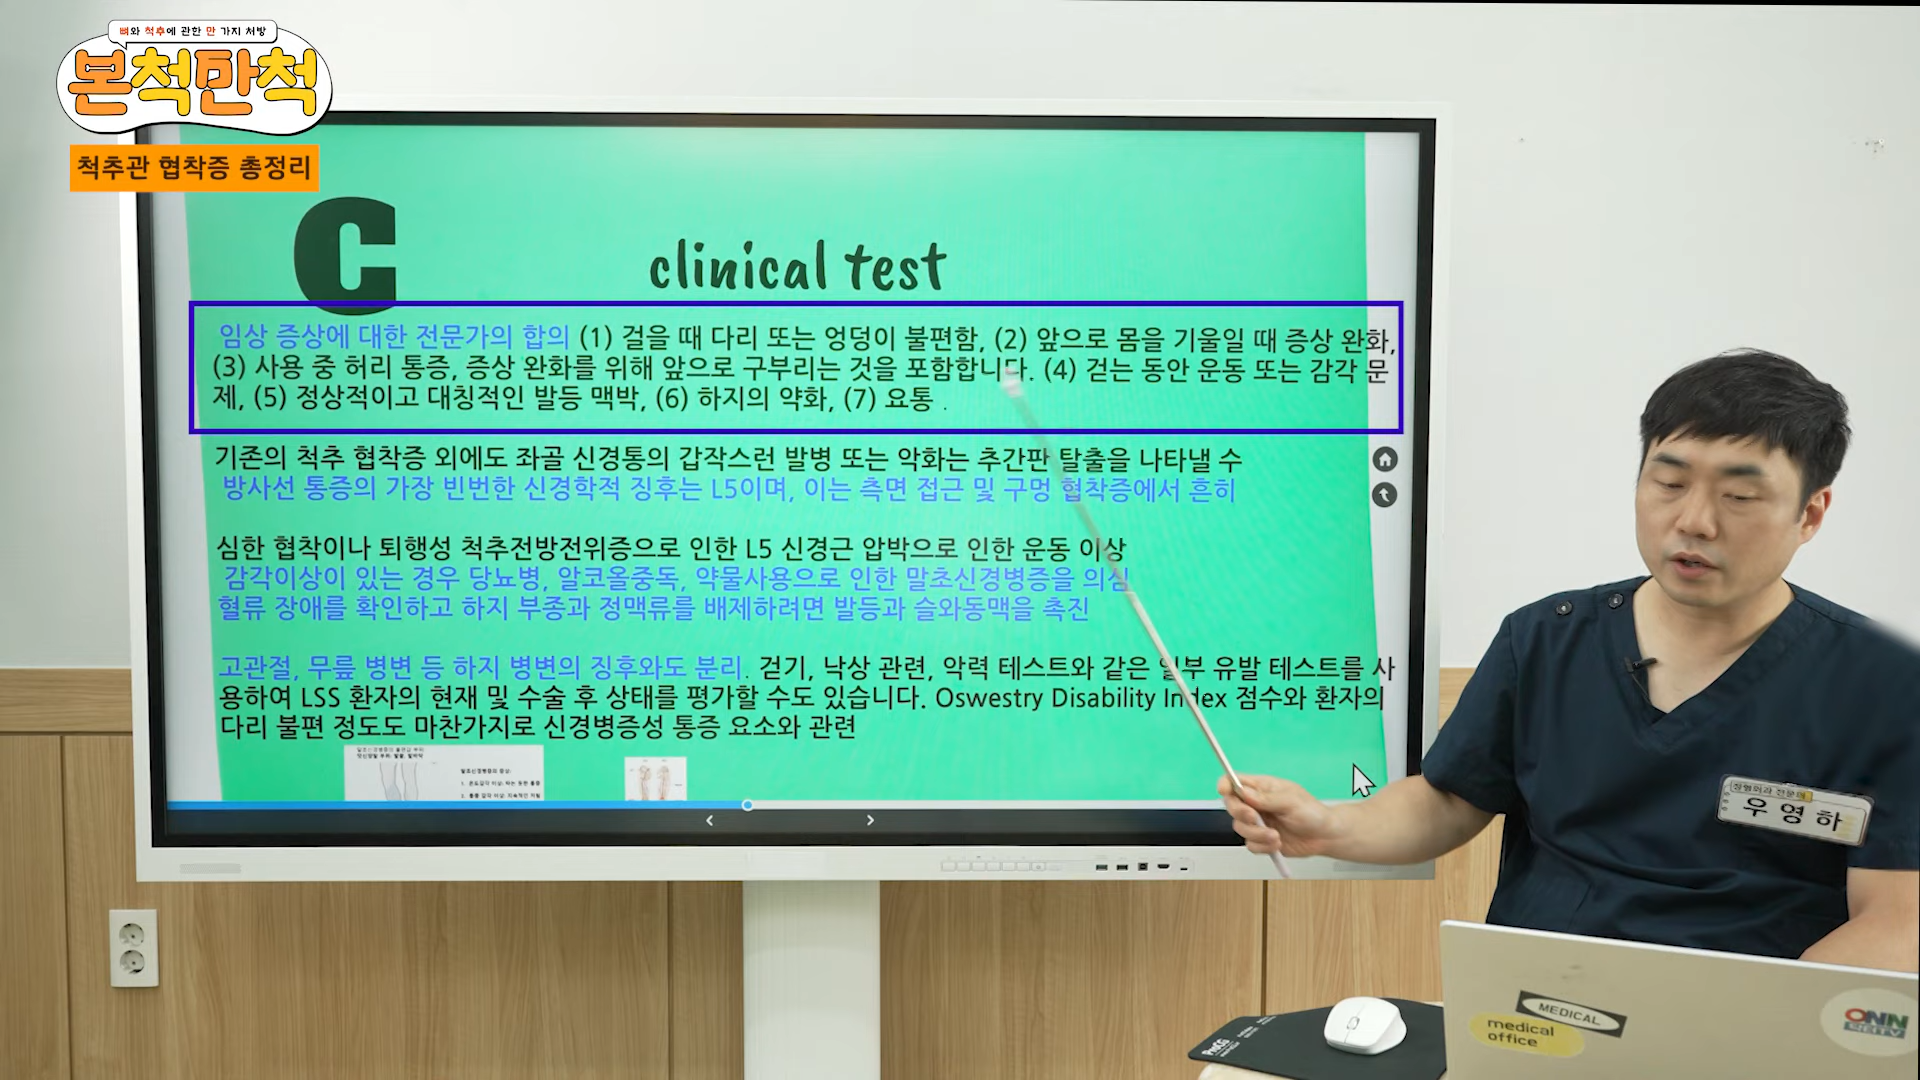 뼈와 척추에 관한 만 가지 처방
본척만척
척추관 협착증 총정리
C
clinical test
임상 증상에 대한 전문가의 합의 (1) 걸을 때 다리 또는 엉덩이 불편함, (2) 앞으로 몸을 기울일 때 증상 완화,
(3) 사용 중 허리 통증, 증상 완화를 위해 앞으로 구부리는 것을 포함합니다. (4) 걷는 동안 운동 또는 감각 문
제, (5) 정상적이고 대칭적인 발등 맥박, (6) 하지의 약화, (7) 요통 .
기존의 척추 협착증 외에도 좌골 신경통의 갑작스런 발병 또는 악화는 추간판 탈출을 나타낼 수
방사선 통증의 가장 빈번한 신경학적 징후는 L5이며, 이는 측면 접근 및 구멍 협착증에서 흔히
심한 협착이나 퇴행성 척추전방전위증으로 인한 L5 신경근 압박으로 인한 운동 이상
감각이상이 있는 경우 당뇨병, 알코올중독, 약물사용으로 인한 말초신경병증을 의심
혈류 장애를 확인하고 하지 부종과 정맥류를 배제하려면 발등과 슬와동맥을 촉진
고관절, 무릎 병변 등 하지 병변의 징후와도 분리. 걷기, 낙상 관련, 악력 테스트와 같은 일부 유발 테스트를 사
용하여 LSS 환자의 현재 및 수술 후 상태를 평가할 수도 있습니다. Oswestry Disability Index 점수와 환자의
다리 불편 정도도 마찬가지로 신경병증성 통증 요소와 관련
말초신경병증의 증상:
정형외과 전문의
우영하
MEDICAL
medical
office
ONN
ProCG